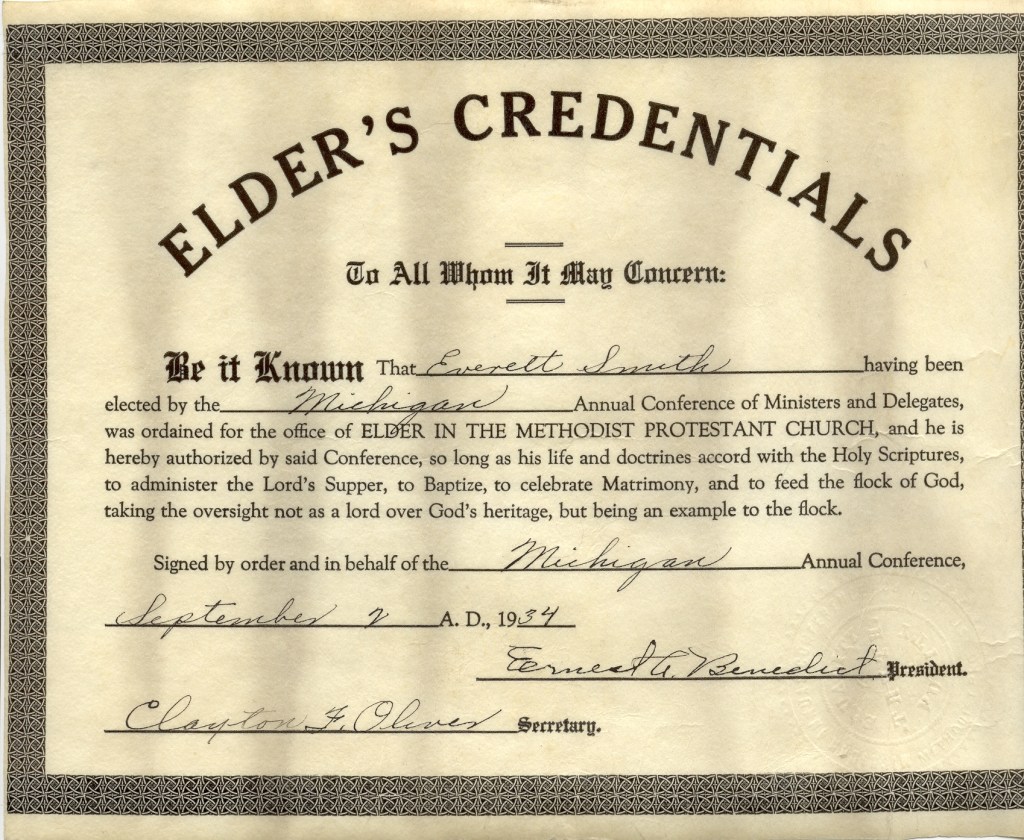 ELDER'S CREDENTIALS
To All Whom It May Concern:
Be it Known That Everett Smith having been
elected by the Michigan Annual Conference of Ministers and Delegates,
was ordained for the office of ELDER IN THE METHODIST PROTESTANT CHURCH, and he is
hereby authorized by said Conference, so long as his life and doctrines accord with the Holy Scriptures,
to administer the Lord's Supper, to Baptize, to celebrate Matrimony, and to feed the flock of God,
taking the oversight not as a lord over God's heritage, but being an example to the flock.
Signed by order and in behalf of the Michigan Annual Conference,
September 2 A. D., 1934
Ernest A. Benedict President.
Clayton F. Oliver Secretary.